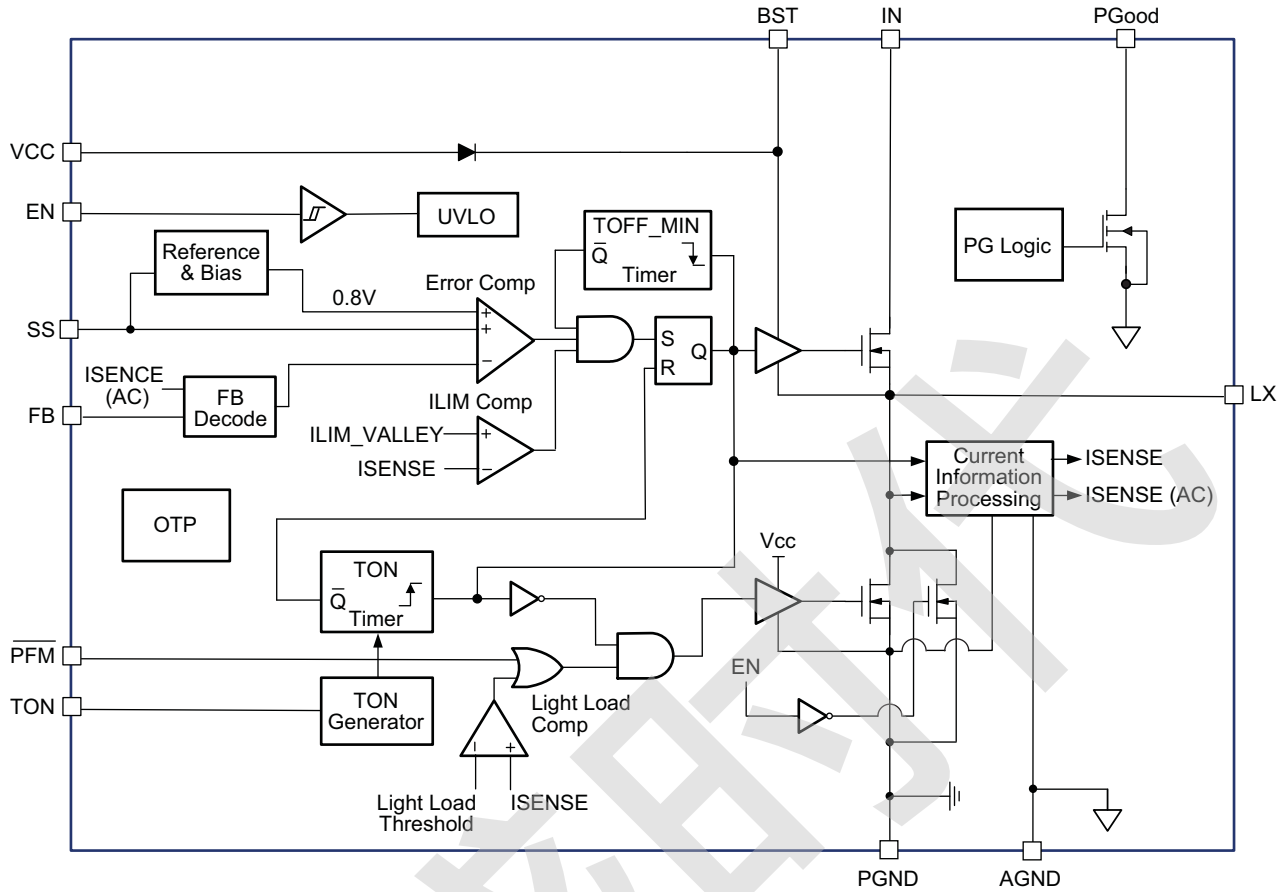 BST
IN
PGood
VCC
EN
UVLO
TOFF_MIN
Q̅
Timer
Reference
& Bias
PG Logic
Error Comp
0.8V
+
+
−
SS
S
R
Q
ISENCE
(AC)
FB
Decode
FB
LX
ILIM Comp
ILIM_VALLEY
+
ISENSE
−
Current
Information
Processing
ISENSE
ISENSE (AC)
OTP
Vcc
TON
Q̅
Timer
P̅F̅M̅
EN
TON
TON
Generator
Light Load
Comp
−
+
Light Load
Threshold
ISENSE
PGND
AGND